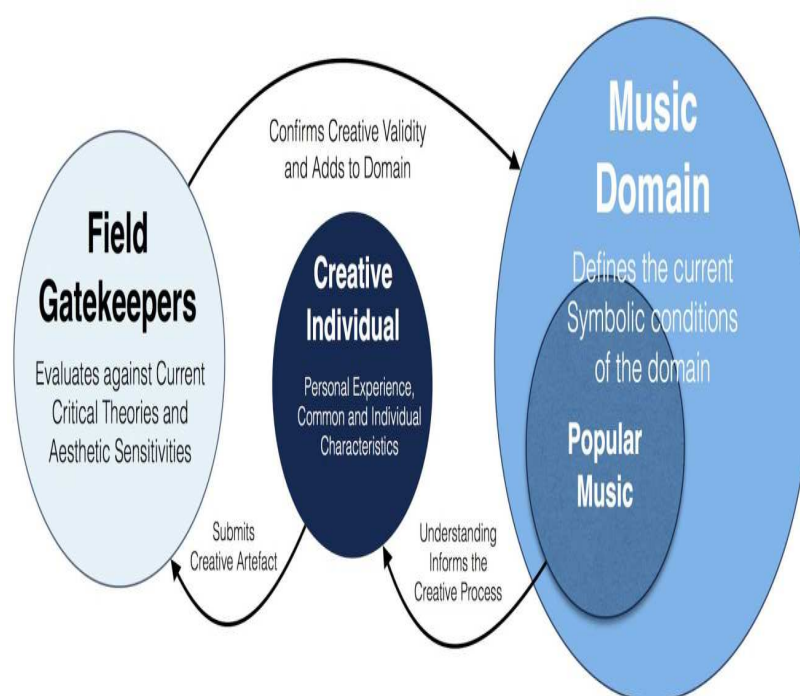 Confirms Creative Validity
and Adds to Domain
Field
Gatekeepers
Evaluates against Current
Critical Theories and
Aesthetic Sensitivities
Creative
Individual
Personal Experience,
Common and Individual
Characteristics
Music
Domain
Defines the current
Symbolic conditions
of the domain
Popular
Music
Submits
Creative Artefact
Understanding
Informs the
Creative Process